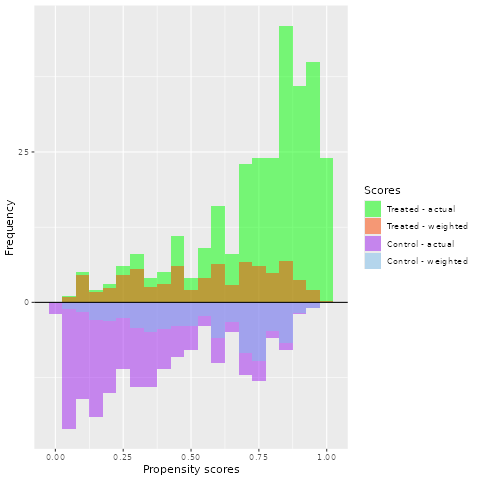 25
0
Frequency
0.00
0.25
0.50
0.75
1.00
Propensity scores
Scores
Treated - actual
Treated - weighted
Control - actual
Control - weighted